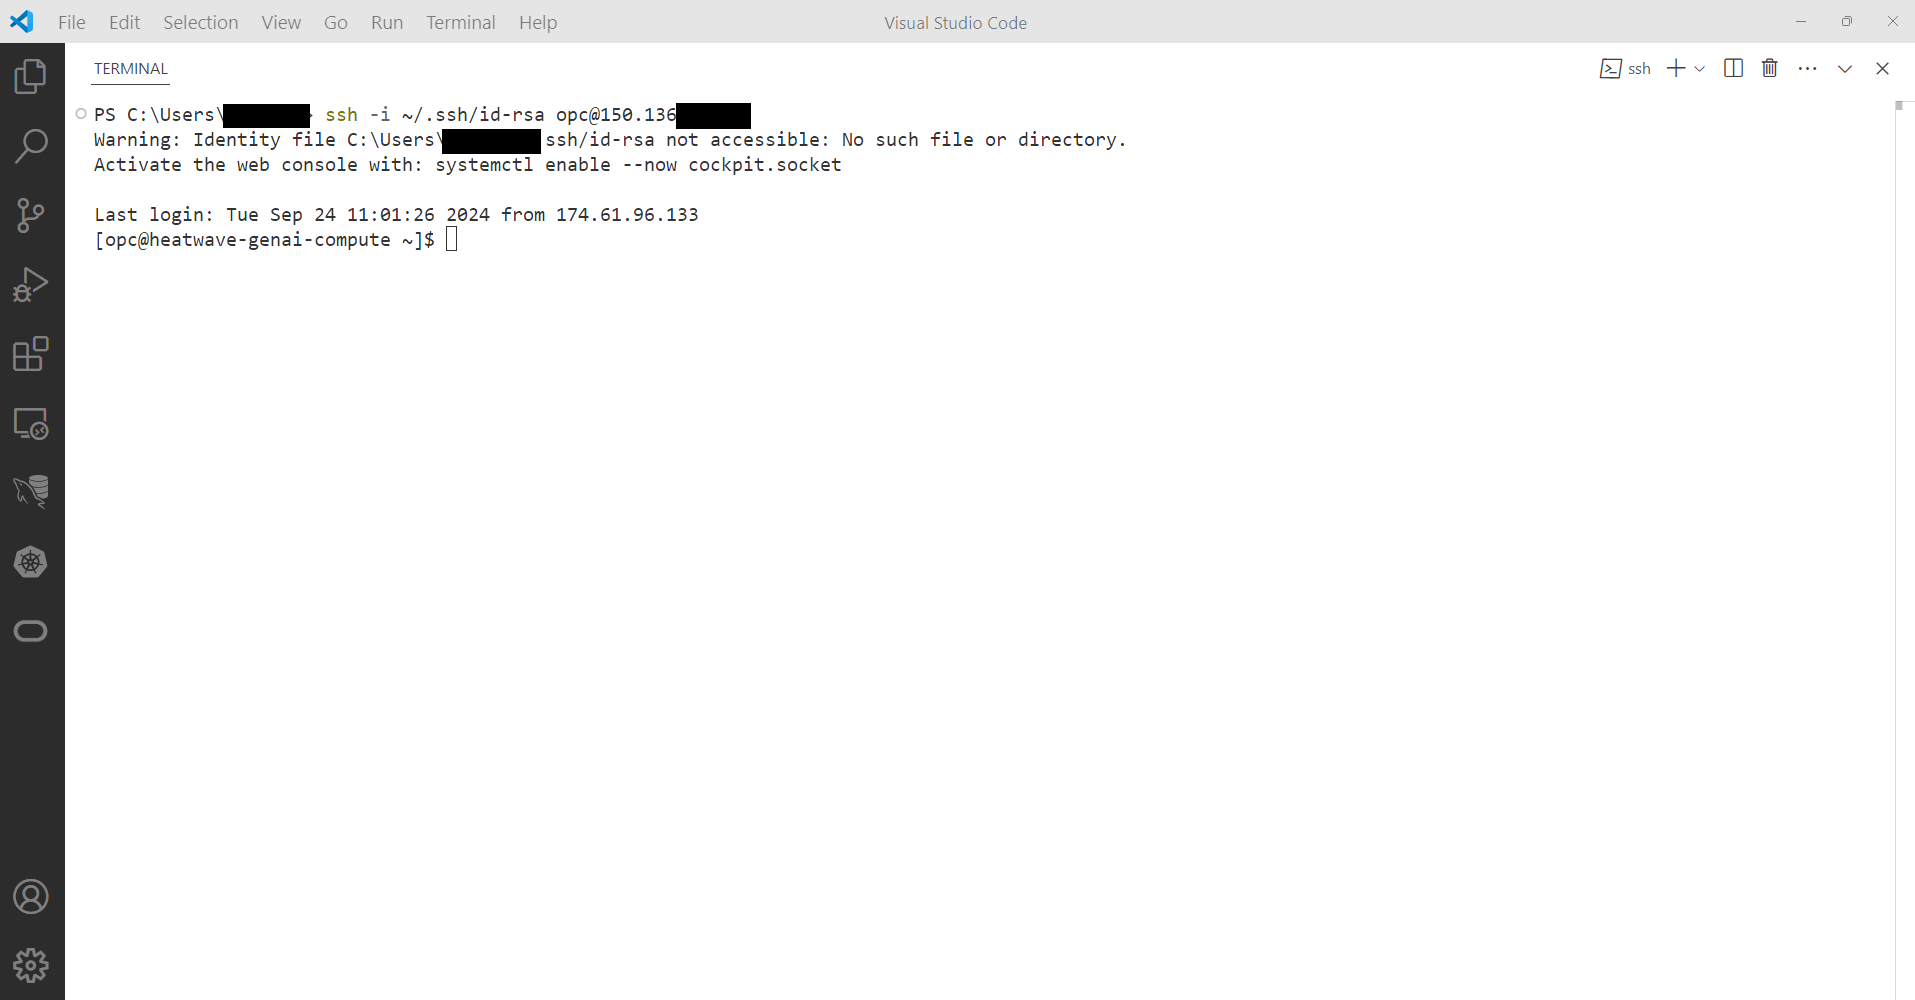 File Edit Selection View Go Run Terminal Help Visual Studio Code
TERMINAL
ssh
PS C:\Users\ ssh -i ~/.ssh/id-rsa opc@150.136
Warning: Identity file C:\Users\ ssh/id-rsa not accessible: No such file or directory.
Activate the web console with: systemctl enable --now cockpit.socket
Last login: Tue Sep 24 11:01:26 2024 from 174.61.96.133
[opc@heatwave-genai-compute ~]$